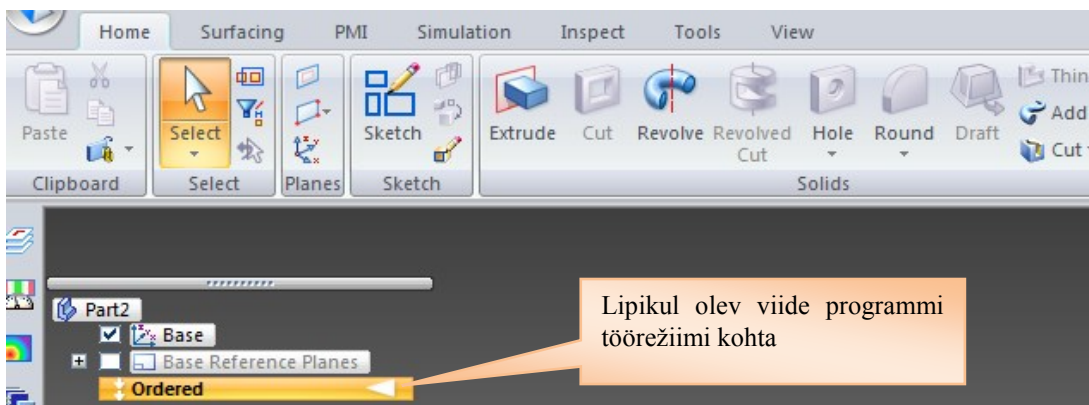 Home Surfacing PMI Simulation Inspect Tools View
Paste Select Sketch Extrude Cut Revolve Revolved Cut Hole Round Draft
Thin
Add
Cut
Clipboard Select Planes Sketch Solids
Part2
Base
Base Reference Planes
Ordered
Lipikul olev viide programmi
töörežiimi kohta